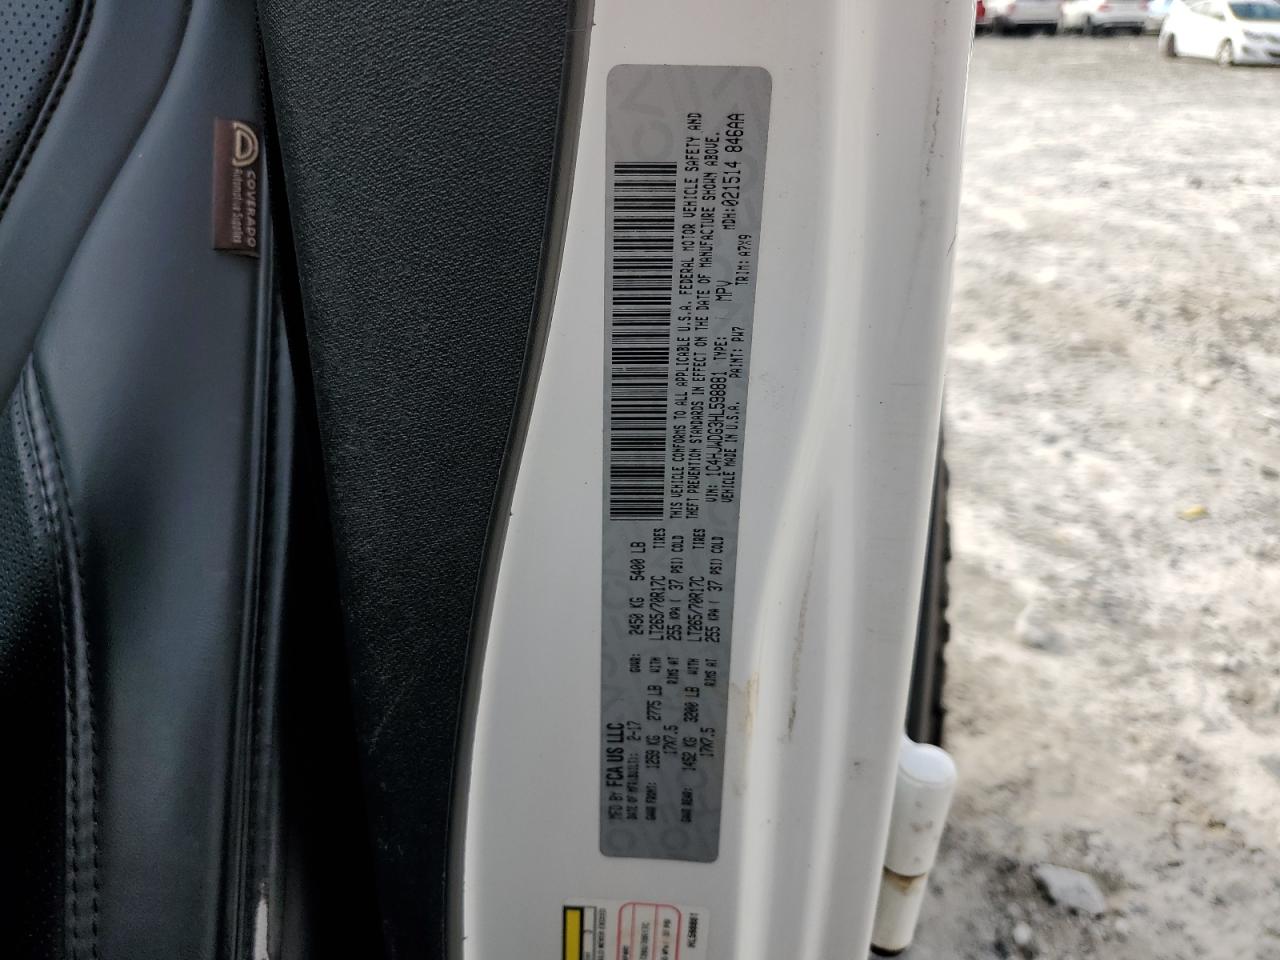 MFD BY FCA US LLC
DATE OF MFR(BUILT): 2-17 GVWR: 2450 KG 5400 LB
GAWR FRONT: 1259 KG 2775 LB WITH LT265/70R17C TIRES
17X7.5 RIMS AT 255 KPA ( 37 PSI) COLD
GAWR REAR: 1452 KG 3200 LB WITH LT265/70R17C TIRES
17X7.5 RIMS AT 255 KPA ( 37 PSI) COLD
THIS VEHICLE CONFORMS TO ALL APPLICABLE U.S.A. FEDERAL MOTOR VEHICLE SAFETY AND
THEFT PREVENTION STANDARDS IN EFFECT ON THE DATE OF MANUFACTURE SHOWN ABOVE.
VIN: 1C4HJWDG3HL598881 TYPE: MPV MDH:021514 846AA
VEHICLE MADE IN U.S.A. PAINT: PW7 TRIM: A7X9
COVERADO
Automotive Supplies